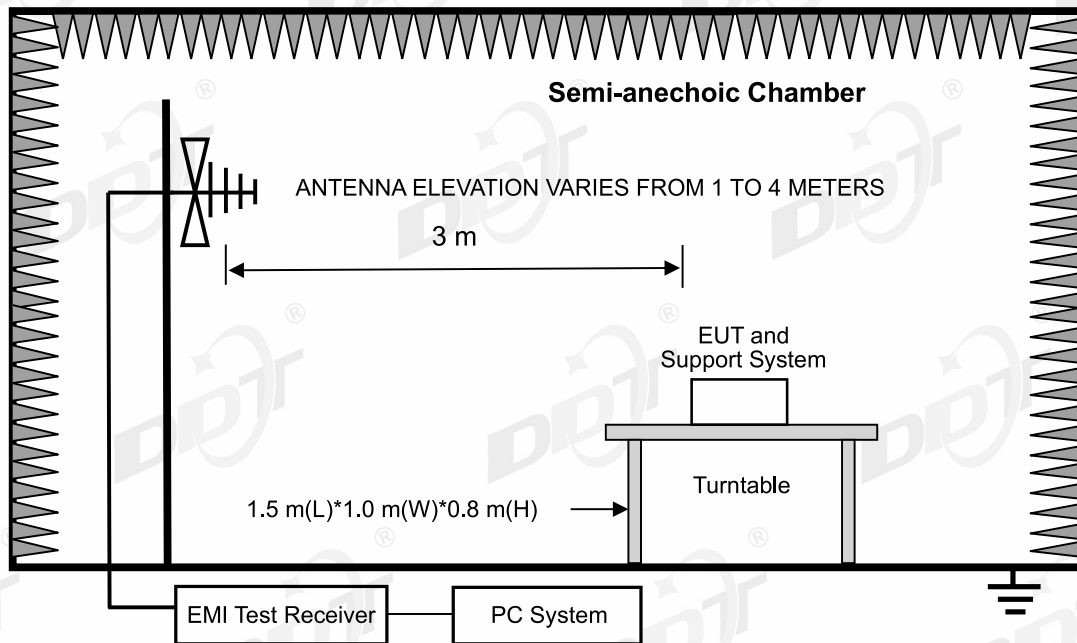 Semi-anechoic Chamber
ANTENNA ELEVATION VARIES FROM 1 TO 4 METERS
3 m
EUT and
Support System
Turntable
1.5 m(L)*1.0 m(W)*0.8 m(H)
EMI Test Receiver
PC System
DDT
®